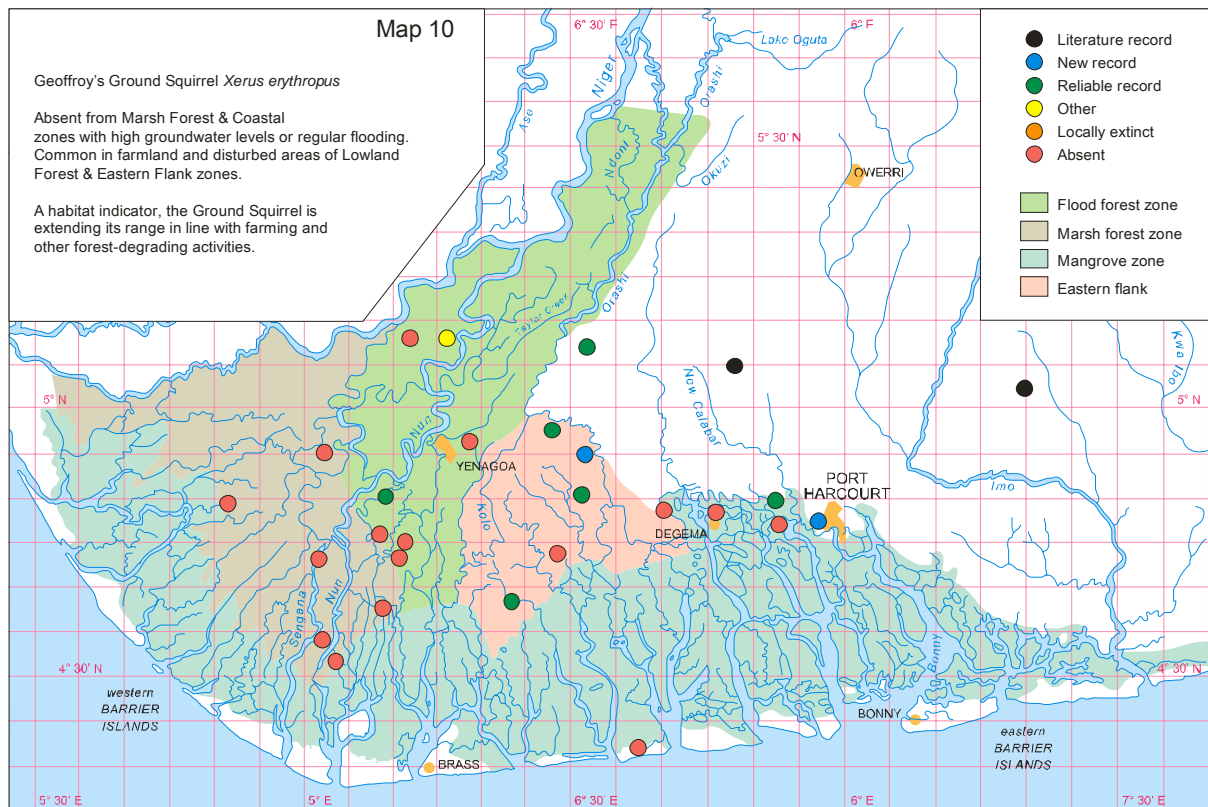 Map 10
Geoffroy's Ground Squirrel Xerus erythropus
Absent from Marsh Forest & Coastal
zones with high groundwater levels or regular flooding.
Common in farmland and disturbed areas of Lowland
Forest & Eastern Flank zones.
A habitat indicator, the Ground Squirrel is
extending its range in line with farming and
other forest-degrading activities.
6° 30' F
6° F
Literature record
New record
Reliable record
Other
Locally extinct
Absent
Flood forest zone
Marsh forest zone
Mangrove zone
Eastern flank
Lake Oguta
Niger
Orashi
Aso
5° 30' N
Ndoni
Okuzi
OWERRI
Orashi
Taylor Creek
Kwa Ibo
New Calabar
5° N
5° N
Nun
YENAGOA
Imo
PORT
HARCOURT
Kolo
DEGEMA
Sengana
Nun
Bonny
4° 30' N
4° 30' N
western
BARRIER
ISLANDS
BONNY
eastern
BARRIER
ISLANDS
BRASS
5° 30' E
5° E
6° 30' E
6° E
7° 30' E